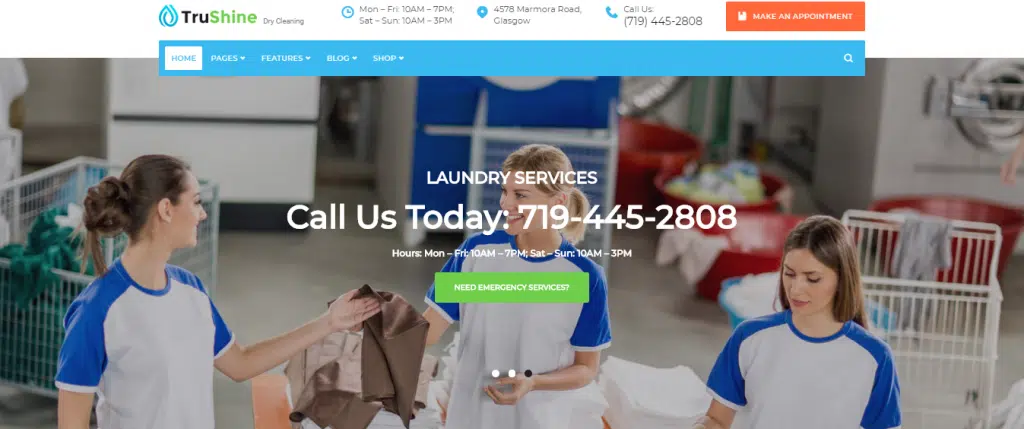 TruShine Dry Cleaning
Mon – Fri: 10AM – 7PM;
Sat – Sun: 10AM – 3PM
4578 Marmora Road,
Glasgow
Call Us:
(719) 445-2808
MAKE AN APPOINTMENT
HOME PAGES FEATURES BLOG SHOP
LAUNDRY SERVICES
Call Us Today: 719-445-2808
Hours: Mon – Fri: 10AM – 7PM; Sat – Sun: 10AM – 3PM
NEED EMERGENCY SERVICES?